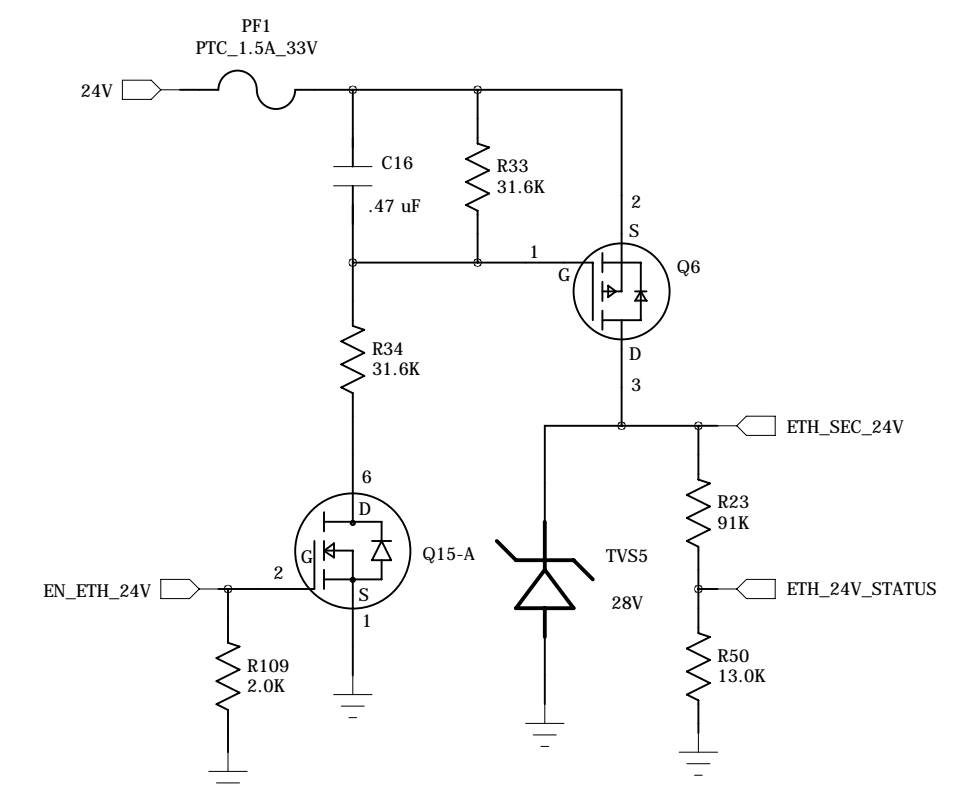 PF1
PTC_1.5A_33V
24V
C16
.47 uF
R33
31.6K
2
S
1
G
Q6
D
3
R34
31.6K
ETH_SEC_24V
6
D
R23
91K
G
Q15-A
TVS5
28V
2
EN_ETH_24V
S
1
ETH_24V_STATUS
R109
2.0K
R50
13.0K